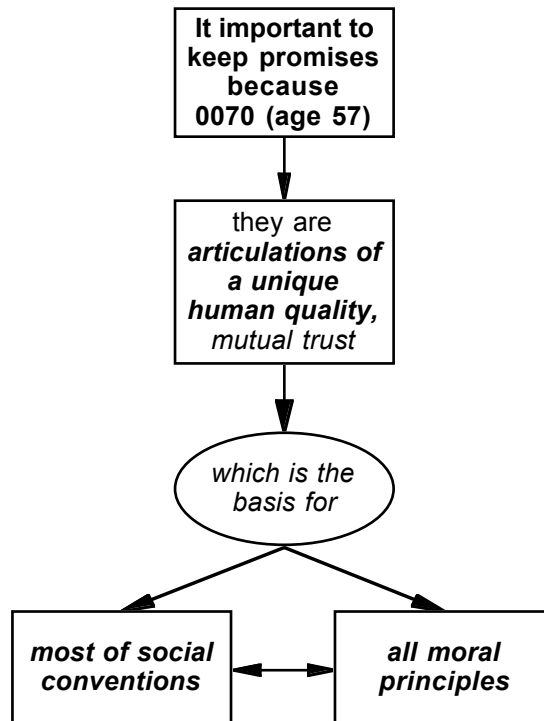 It important to
keep promises
because
0070 (age 57)
they are
articulations of
a unique
human quality,
mutual trust
which is the
basis for
most of social
conventions
all moral
principles